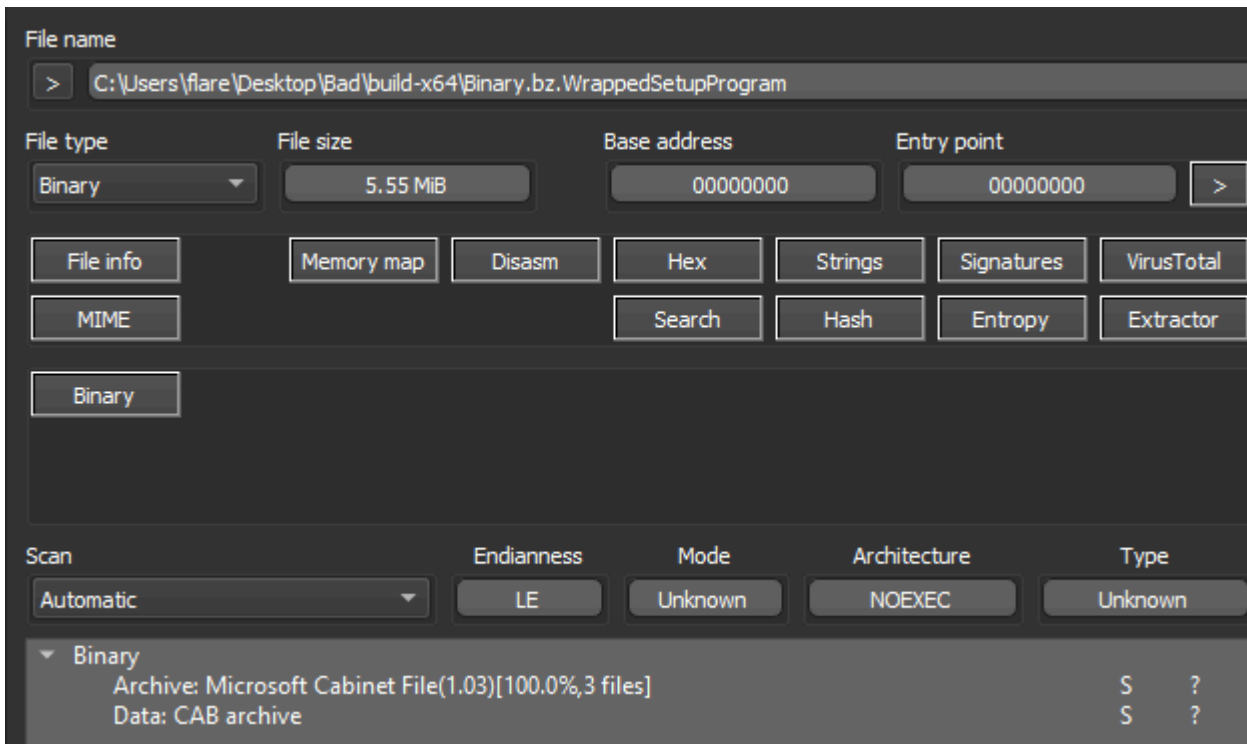 File name
> C:\Users\flare\Desktop\Bad\build-x64\Binary.bz.WrappedSetupProgram
File type File size Base address Entry point
Binary 5.55 MiB 00000000 00000000 >
File info Memory map Disasm Hex Strings Signatures VirusTotal
MIME Search Hash Entropy Extractor
Binary
Scan Endianness Mode Architecture Type
Automatic LE Unknown NOEXEC Unknown
Binary
Archive: Microsoft Cabinet File(1.03)[100.0%,3 files] S ?
Data: CAB archive S ?